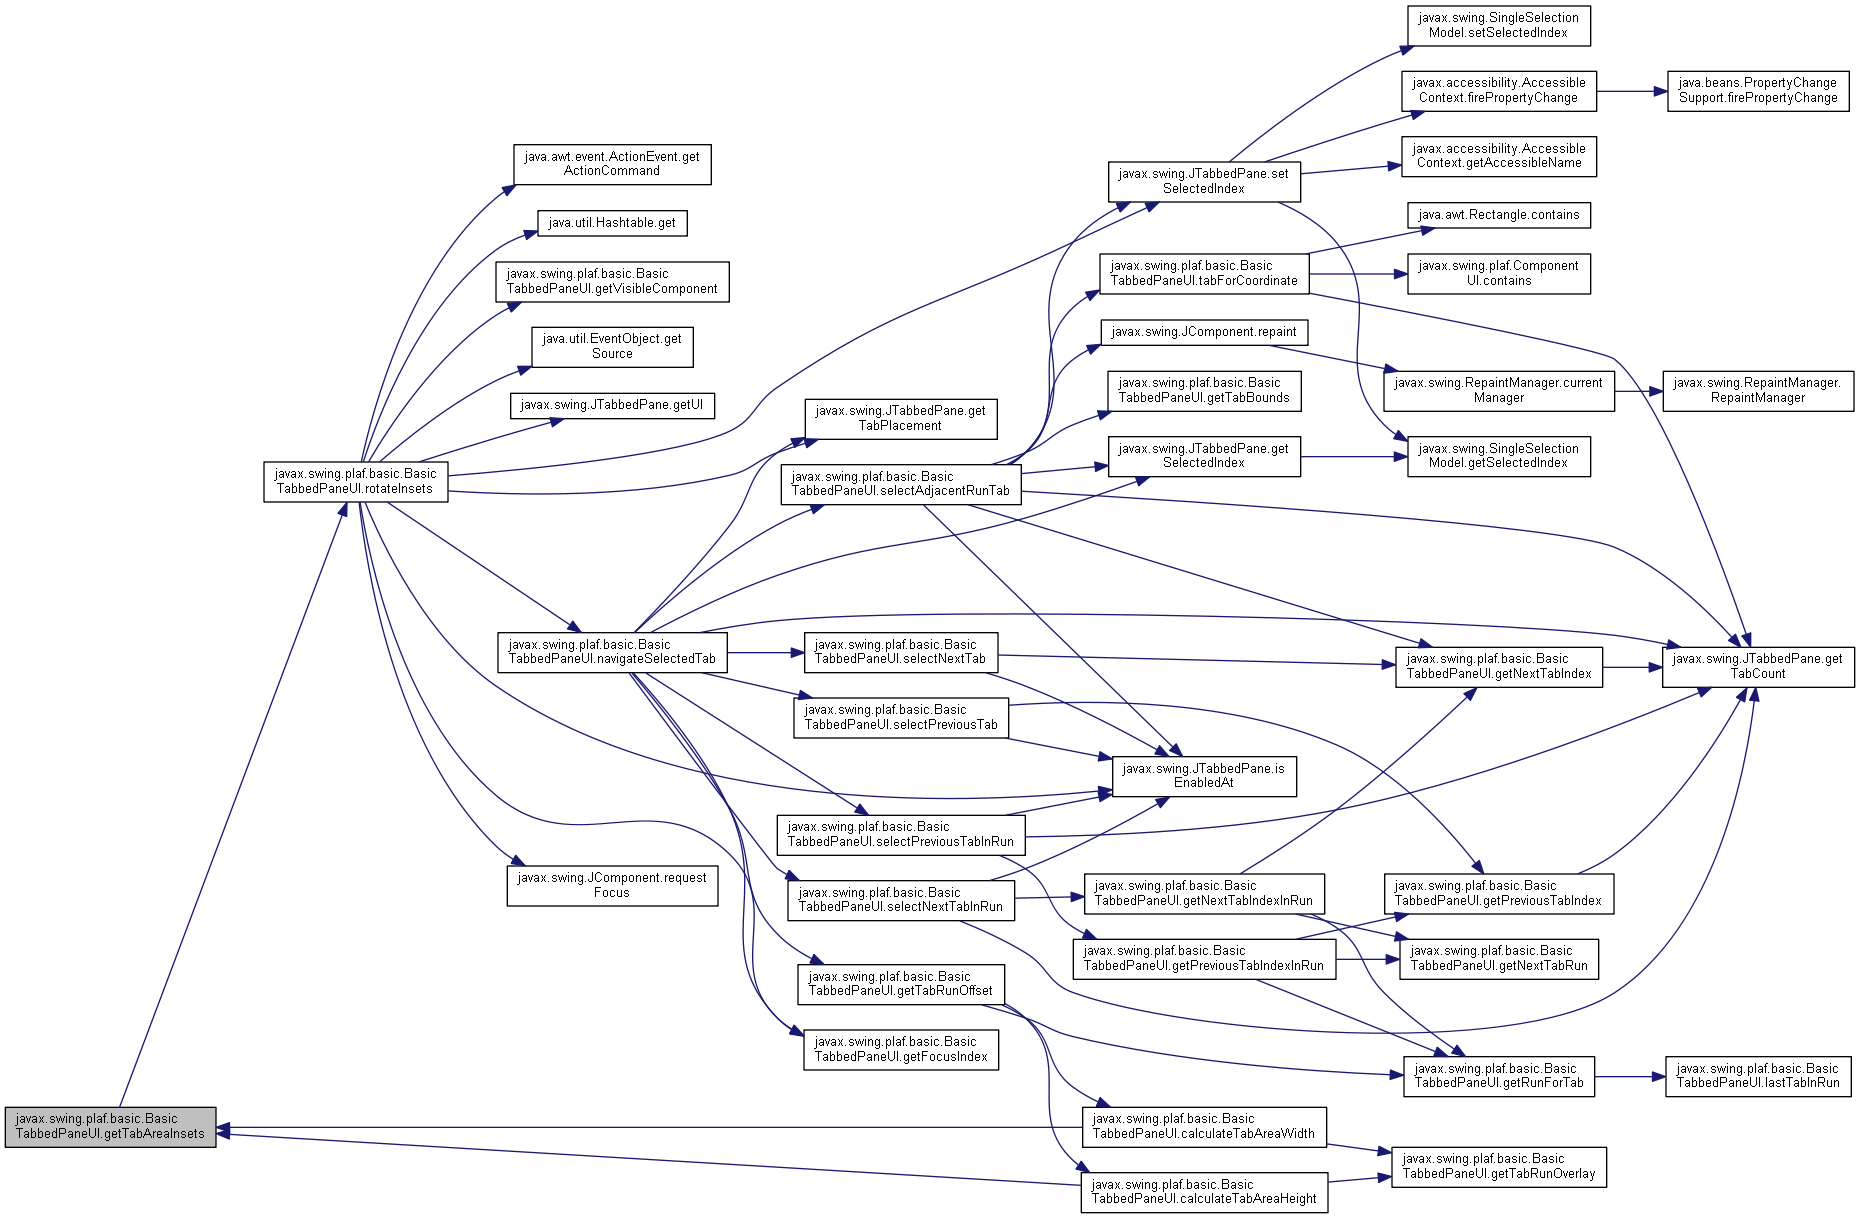 javax.swing.SingleSelection
Model.setSelectedIndex
javax.accessibility.Accessible
Context.firePropertyChange
java.beans.PropertyChange
Support.firePropertyChange
javax.accessibility.Accessible
Context.getAccessibleName
java.awt.event.ActionEvent.get
ActionCommand
javax.swing.JTabbedPane.set
SelectedIndex
java.util.Hashtable.get
java.awt.Rectangle.contains
javax.swing.plaf.basic.Basic
TabbedPaneUI.getVisibleComponent
javax.swing.plaf.basic.Basic
TabbedPaneUI.tabForCoordinate
javax.swing.plaf.Component
UI.contains
java.util.EventObject.get
Source
javax.swing.JComponent.repaint
javax.swing.JTabbedPane.getUI
javax.swing.plaf.basic.Basic
TabbedPaneUI.getTabBounds
javax.swing.RepaintManager.current
Manager
javax.swing.RepaintManager.
RepaintManager
javax.swing.JTabbedPane.get
TabPlacement
javax.swing.JTabbedPane.get
SelectedIndex
javax.swing.SingleSelection
Model.getSelectedIndex
javax.swing.plaf.basic.Basic
TabbedPaneUI.rotateInsets
javax.swing.plaf.basic.Basic
TabbedPaneUI.selectAdjacentRunTab
javax.swing.plaf.basic.Basic
TabbedPaneUI.navigateSelectedTab
javax.swing.plaf.basic.Basic
TabbedPaneUI.selectNextTab
javax.swing.plaf.basic.Basic
TabbedPaneUI.getNextTabIndex
javax.swing.JTabbedPane.get
TabCount
javax.swing.plaf.basic.Basic
TabbedPaneUI.selectPreviousTab
javax.swing.JTabbedPane.is
EnabledAt
javax.swing.plaf.basic.Basic
TabbedPaneUI.selectPreviousTabInRun
javax.swing.JComponent.request
Focus
javax.swing.plaf.basic.Basic
TabbedPaneUI.selectNextTabInRun
javax.swing.plaf.basic.Basic
TabbedPaneUI.getNextTabIndexInRun
javax.swing.plaf.basic.Basic
TabbedPaneUI.getPreviousTabIndex
javax.swing.plaf.basic.Basic
TabbedPaneUI.getPreviousTabIndexInRun
javax.swing.plaf.basic.Basic
TabbedPaneUI.getNextTabRun
javax.swing.plaf.basic.Basic
TabbedPaneUI.getTabRunOffset
javax.swing.plaf.basic.Basic
TabbedPaneUI.getFocusIndex
javax.swing.plaf.basic.Basic
TabbedPaneUI.getRunForTab
javax.swing.plaf.basic.Basic
TabbedPaneUI.lastTabInRun
javax.swing.plaf.basic.Basic
TabbedPaneUI.getTabAreaInsets
javax.swing.plaf.basic.Basic
TabbedPaneUI.calculateTabAreaWidth
javax.swing.plaf.basic.Basic
TabbedPaneUI.getTabRunOverlay
javax.swing.plaf.basic.Basic
TabbedPaneUI.calculateTabAreaHeight